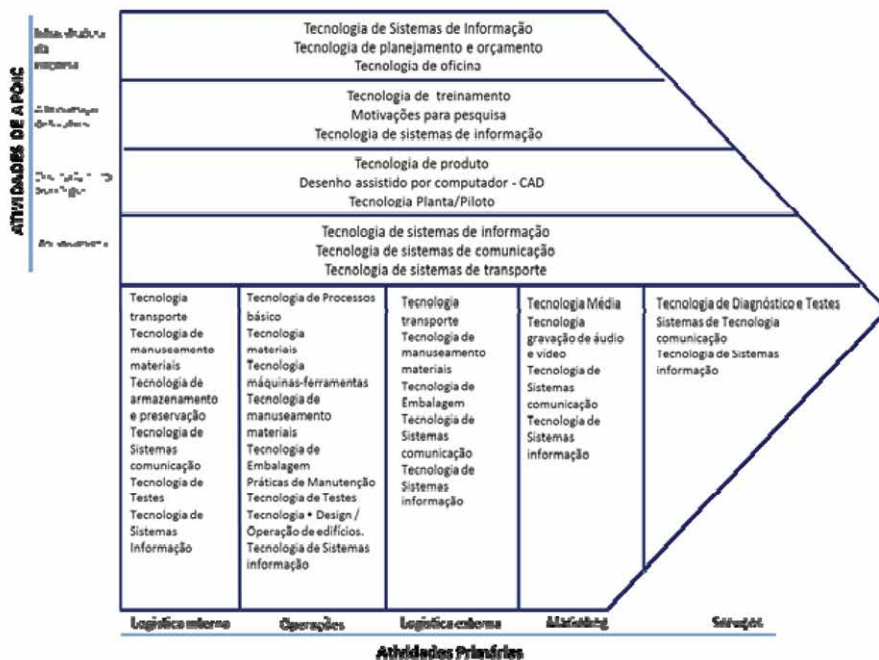 ATIVIDADES DE APOIO
Tecnologia de Sistemas de Informação
Tecnologia de planejamento e orçamento
Tecnologia de oficina
Tecnologia de treinamento
Motivações para pesquisa
Tecnologia de sistemas de informação
Tecnologia de produto
Desenho assistido por computador - CAD
Tecnologia Planta/Piloto
Tecnologia de sistemas de informação
Tecnologia de sistemas de comunicação
Tecnologia de sistemas de transporte
Tecnologia
transporte
Tecnologia de
manuseamento
materiais
Tecnologia de
armazenamento
e preservação
Tecnologia de
Sistemas
comunicação
Tecnologia de
Testes
Tecnologia de
Sistemas
Informação
Tecnologia de Processos
básico
Tecnologia
materiais
Tecnologia
máquinas-ferramentas
Tecnologia de
manuseamento
materiais
Tecnologia de
Embalagem
Práticas de Manutenção
Tecnologia de Testes
Tecnologia • Design /
Operação de edifícios.
Tecnologia de Sistemas
informação
Tecnologia
transporte
Tecnologia de
manuseamento
materiais
Tecnologia de
Embalagem
Tecnologia de
Sistemas
comunicação
Tecnologia de
Sistemas
informação
Tecnologia Média
Tecnologia
gravação de áudio
e vídeo
Tecnologia de
Sistemas
comunicação
Tecnologia de
Sistemas
informação
Tecnologia de Diagnóstico e Testes
Sistemas de Tecnologia
comunicação
Tecnologia de Sistemas
informação
Logística interna
Operações
Logística externa
Marketing
Serviços
Atividades Primárias